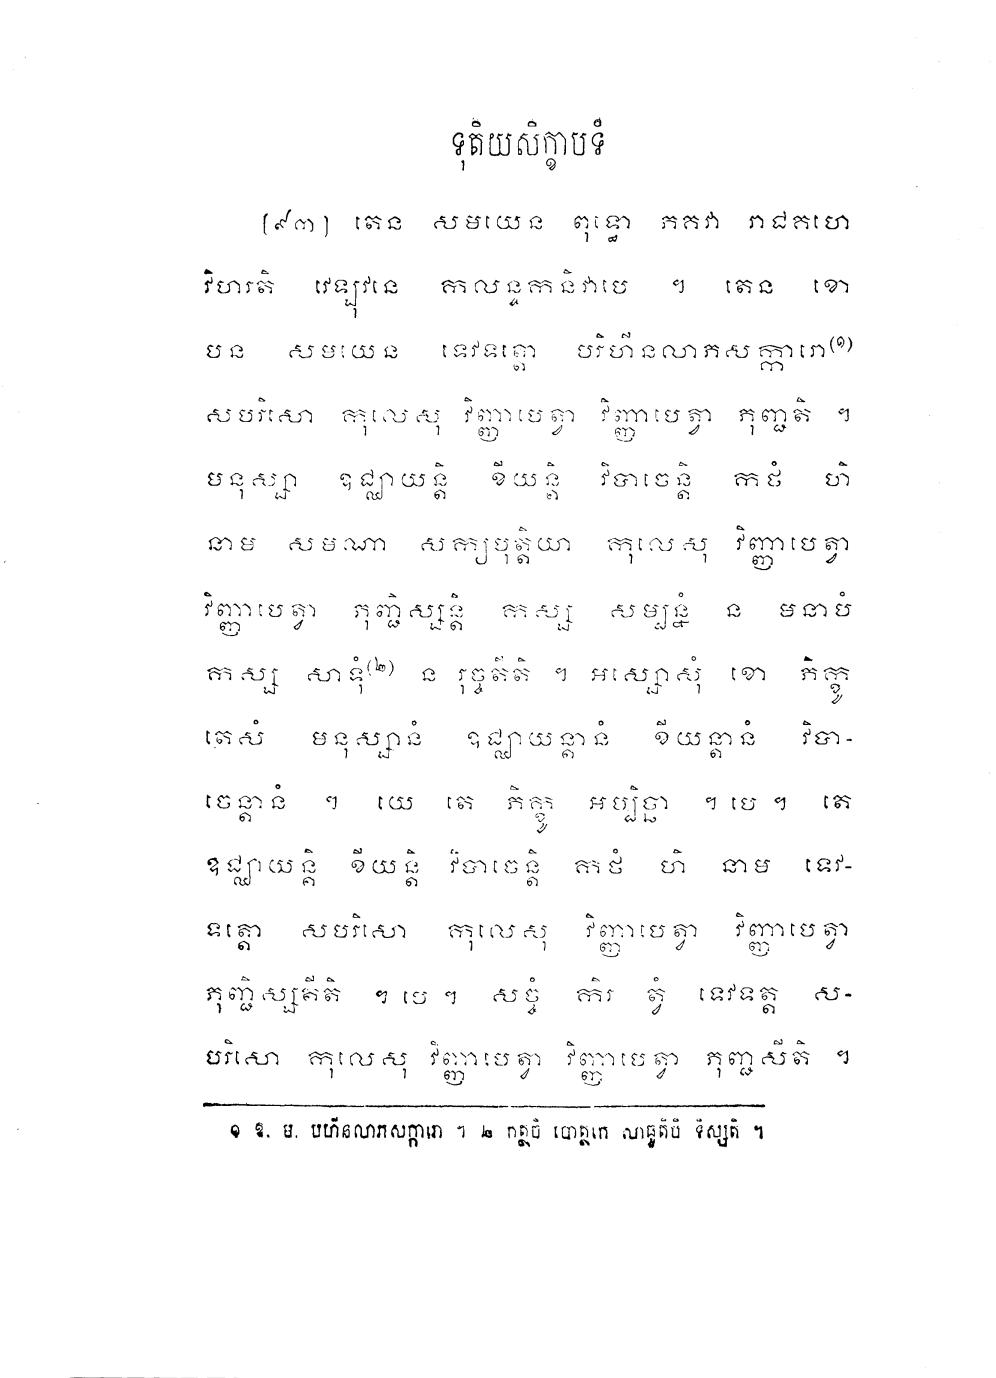 ទុតិយសិក្ខាបទំ
[៩៣] តេន សមយេន ពុទ្ធោ ភគវា រាជគហេ
វិហរតិ វេឡុវនេ កលន្ទកនិវាបេ ។ តេន ខោ
បន សមយេន ទេវទត្តោ បរិហីនលាភសក្ការោ(១)
សបរិសោ កុលេសុ វិញ្ញាបេត្វា វិញ្ញាបេត្វា ភុញ្ជតិ ។
មនុស្សា ឧជ្ឈាយន្តិ ខីយន្តិ វិបាចេន្តិ កថំ ហិ
នាម សមណា សក្យបុត្តិយា កុលេសុ វិញ្ញាបេត្វា
វិញ្ញាបេត្វា ភុញ្ជិស្សន្តិ កស្ស សម្បន្នំ ន មនាបំ
កស្ស សាទុំ(២) ន រុច្ចតីតិ ។ អស្សោសុំ ខោ ភិក្ខូ
តេសំ មនុស្សានំ ឧជ្ឈាយន្តានំ ខីយន្តានំ វិបា-
ចេន្តានំ ។ យេ តេ ភិក្ខូ អប្បិច្ឆា ។ បេ ។ តេ
ឧជ្ឈាយន្តិ ខីយន្តិ វិបាចេន្តិ កថំ ហិ នាម ទេវ-
ទត្តោ សបរិសោ កុលេសុ វិញ្ញាបេត្វា វិញ្ញាបេត្វា
ភុញ្ជិស្សតីតិ ។ បេ ។ សច្ចំ កិរ ត្វំ ទេវទត្ត ស-
បរិសោ កុលេសុ វិញ្ញាបេត្វា វិញ្ញាបេត្វា ភុញ្ជសីតិ ។
១ ឱ. ម. បហីនលាភសក្ការោ ។ ២ កត្ថចិ បោត្ថកេ សាធូតិបិ ទិស្សតិ ។